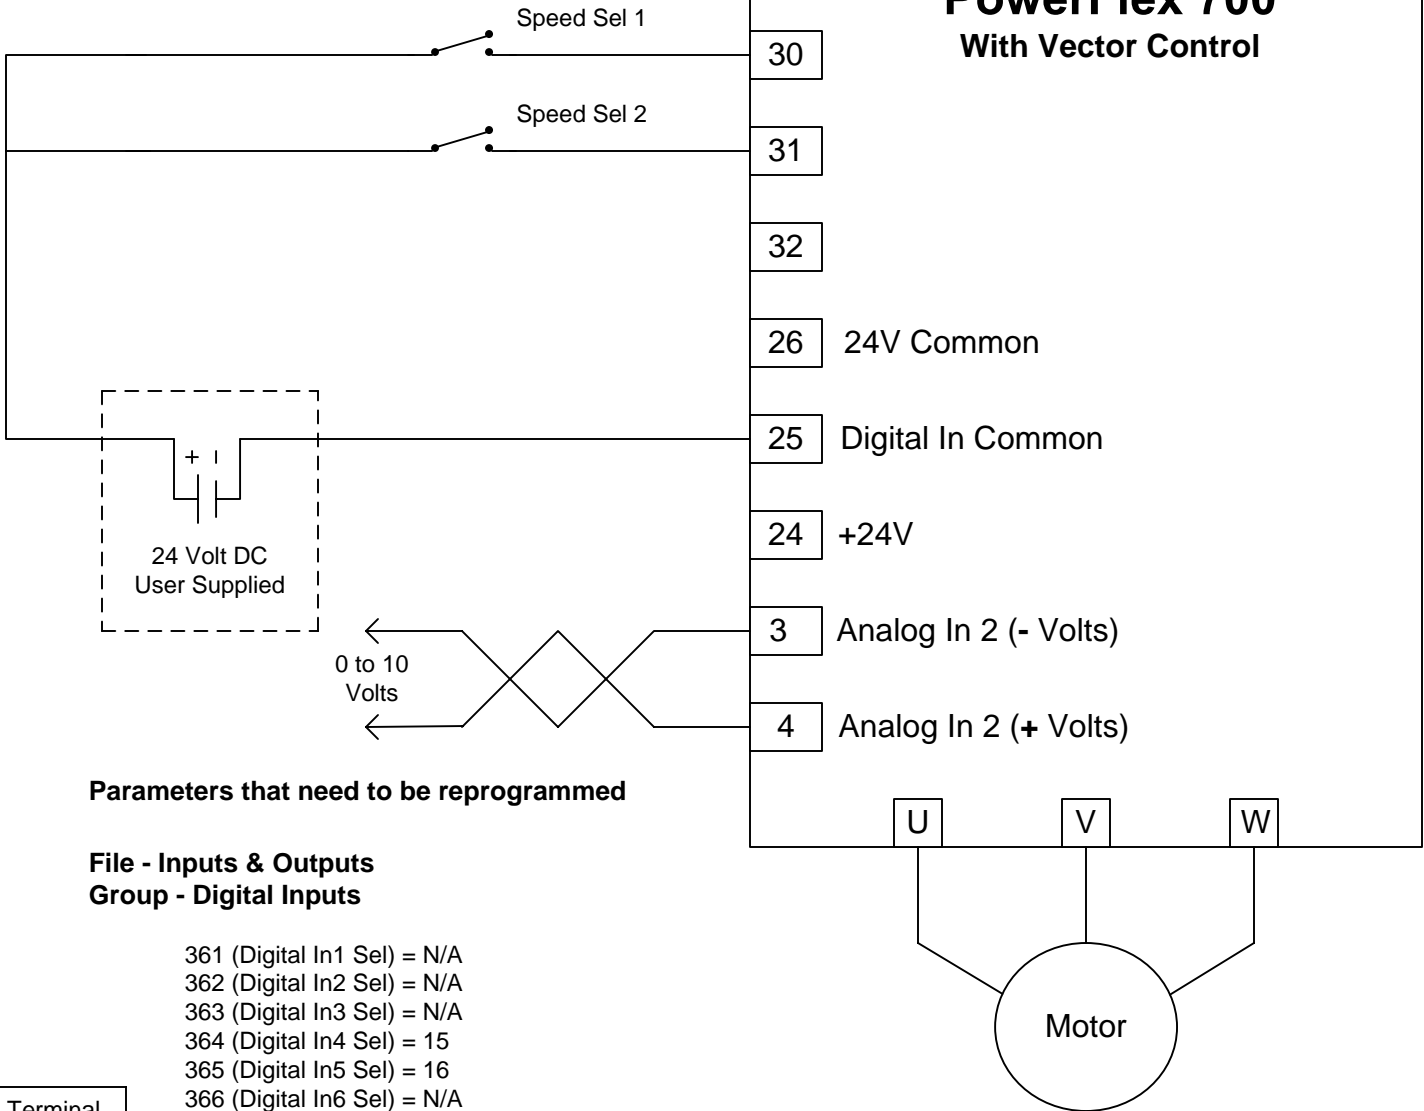 PowerFlex 700
With Vector Control
Speed Sel 1
30
Speed Sel 2
31
32
26 24V Common
25 Digital In Common
+ -
24 Volt DC
User Supplied
24 +24V
3 Analog In 2 (- Volts)
0 to 10
Volts
4 Analog In 2 (+ Volts)
U V W
Motor
Parameters that need to be reprogrammed
File - Inputs & Outputs
Group - Digital Inputs
361 (Digital In1 Sel) = N/A
362 (Digital In2 Sel) = N/A
363 (Digital In3 Sel) = N/A
364 (Digital In4 Sel) = 15
365 (Digital In5 Sel) = 16
366 (Digital In6 Sel) = N/A
Terminal